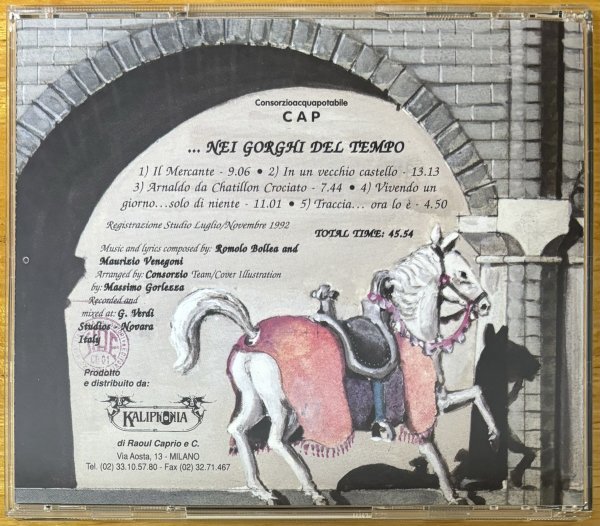 Consorzioacquapotabile
CAP
... NEI GORGHI DEL TEMPO
1) Il Mercante - 9.06 • 2) In un vecchio castello - 13.13
3) Arnaldo da Chatillon Crociato - 7.44 • 4) Vivendo un
giorno...solo di niente - 11.01 • 5) Traccia... ora lo è - 4.50
Registrazione Studio Luglio/Novembre 1992
TOTAL TIME: 45.54
Music and lyrics composed by: Romolo Bollea and
Maurizio Venegoni
Arranged by: Consorzio Team/Cover Illustration
by: Massimo Gorlezza
Recorded and
mixed at: G. Verdi
Studios - Novara
Italy
Prodotto
e distribuito da:
KALIPHONIA
di Raoul Caprio e C.
Via Aosta, 13 - MILANO
Tel. (02) 33.10.57.80 - Fax (02) 32.71.467